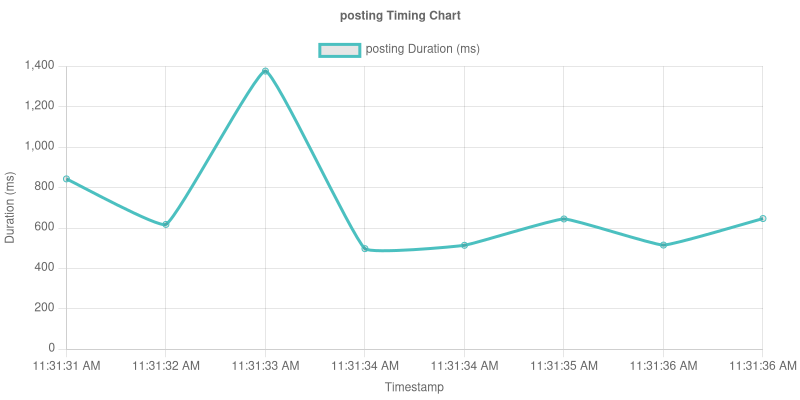 posting Timing Chart
posting Duration (ms)
1,400
1,200
1,000
800
600
400
200
0
Duration (ms)
11:31:31 AM 11:31:32 AM 11:31:33 AM 11:31:34 AM 11:31:34 AM 11:31:35 AM 11:31:36 AM 11:31:36 AM
Timestamp